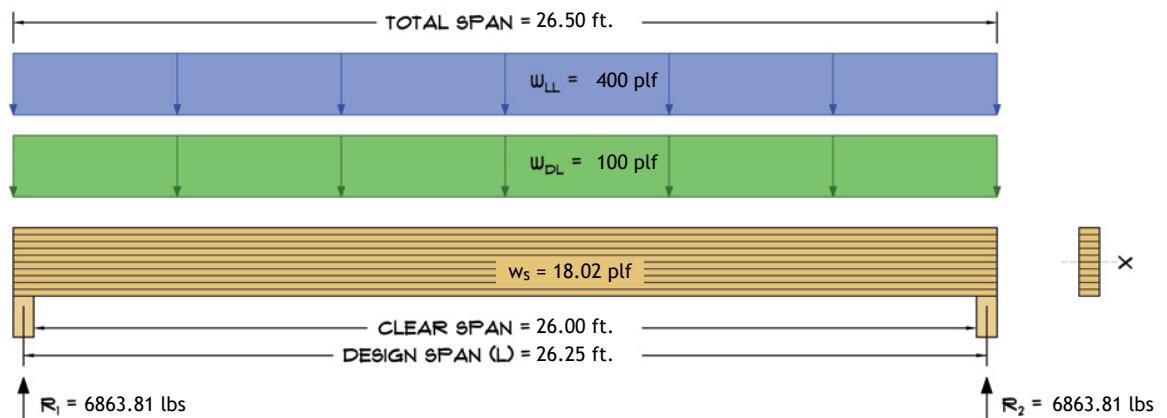 TOTAL SPAN = 26.50 ft.
wLL = 400 plf
wDL = 100 plf
ws = 18.02 plf
X
CLEAR SPAN = 26.00 ft.
DESIGN SPAN (L) = 26.25 ft.
R1 = 6863.81 lbs
R2 = 6863.81 lbs